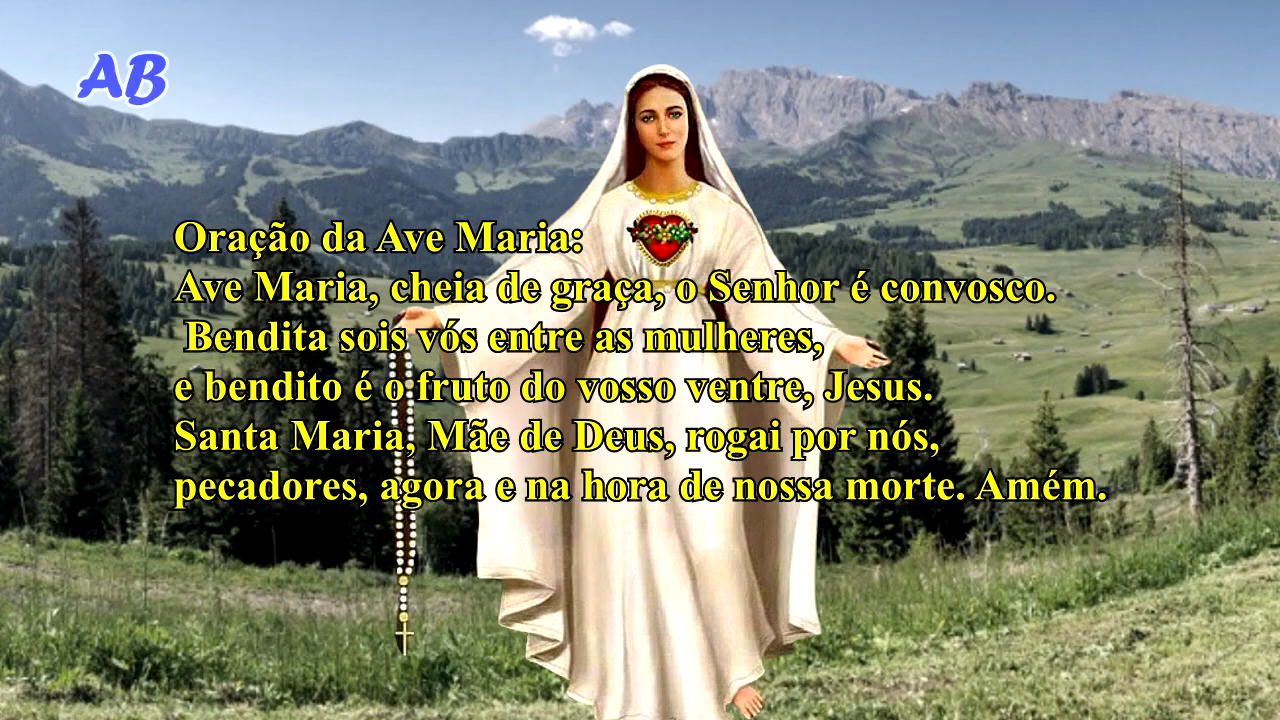 AB
Oração da Ave Maria:
Ave Maria, cheia de graça, o Senhor é convosco.
Bendita sois vós entre as mulheres,
e bendito é o fruto do vosso ventre, Jesus.
Santa Maria, Mãe de Deus, rogai por nós,
pecadores, agora e na hora de nossa morte. Amém.